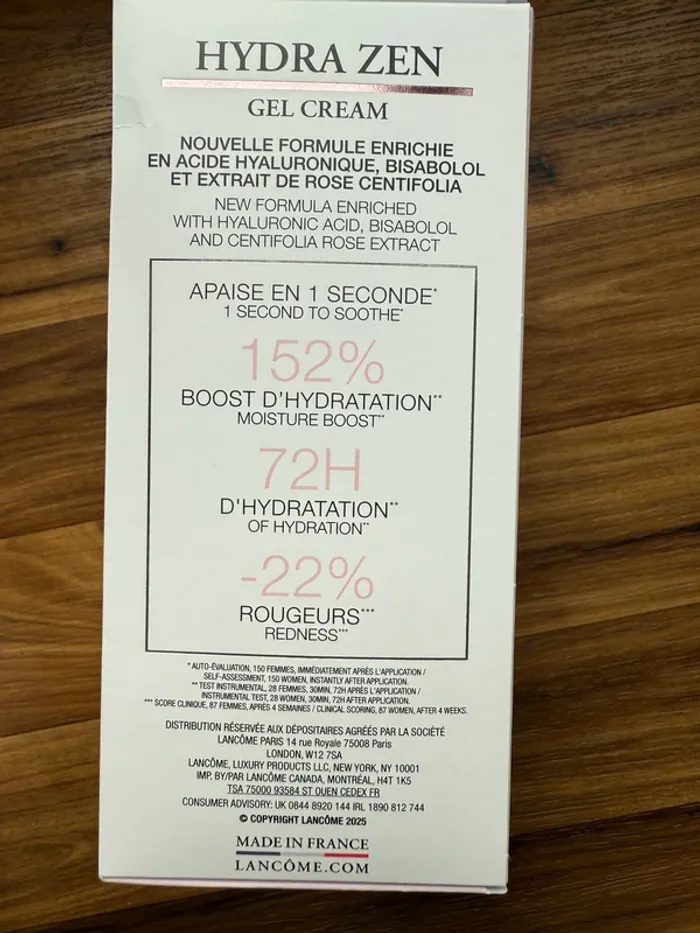 HYDRA ZEN
GEL CREAM
NOUVELLE FORMULE ENRICHIE
EN ACIDE HYALURONIQUE, BISABOLOL
ET EXTRAIT DE ROSE CENTIFOLIA
NEW FORMULA ENRICHED
WITH HYALURONIC ACID, BISABOLOL
AND CENTIFOLIA ROSE EXTRACT
APAISE EN 1 SECONDE*
1 SECOND TO SOOTHE*
152%
BOOST D'HYDRATATION**
MOISTURE BOOST**
72H
D'HYDRATATION**
OF HYDRATION**
-22%
ROUGEURS***
REDNESS***
* AUTO-ÉVALUATION, 150 FEMMES, IMMÉDIATEMENT APRÈS L'APPLICATION /
SELF-ASSESSMENT, 150 WOMEN, INSTANTLY AFTER APPLICATION.
** TEST INSTRUMENTAL, 28 FEMMES, 30MIN, 72H APRÈS L'APPLICATION /
INSTRUMENTAL TEST, 28 WOMEN, 30MIN, 72H AFTER APPLICATION.
*** SCORE CLINIQUE, 87 FEMMES, APRÈS 4 SEMAINES / CLINICAL SCORING, 87 WOMEN, AFTER 4 WEEKS.
DISTRIBUTION RÉSERVÉE AUX DÉPOSITAIRES AGRÉÉS PAR LA SOCIÉTÉ
LANCÔME PARIS 14 rue Royale 75008 Paris
LONDON, W12 7SA
LANCÔME, LUXURY PRODUCTS LLC, NEW YORK, NY 10001
IMP. BY/PAR LANCÔME CANADA, MONTRÉAL, H4T 1K5
TSA 75000 93584 ST OUEN CEDEX FR
CONSUMER ADVISORY: UK 0844 8920 144 IRL 1890 812 744
© COPYRIGHT LANCÔME 2025
MADE IN FRANCE
LANCÔME.COM